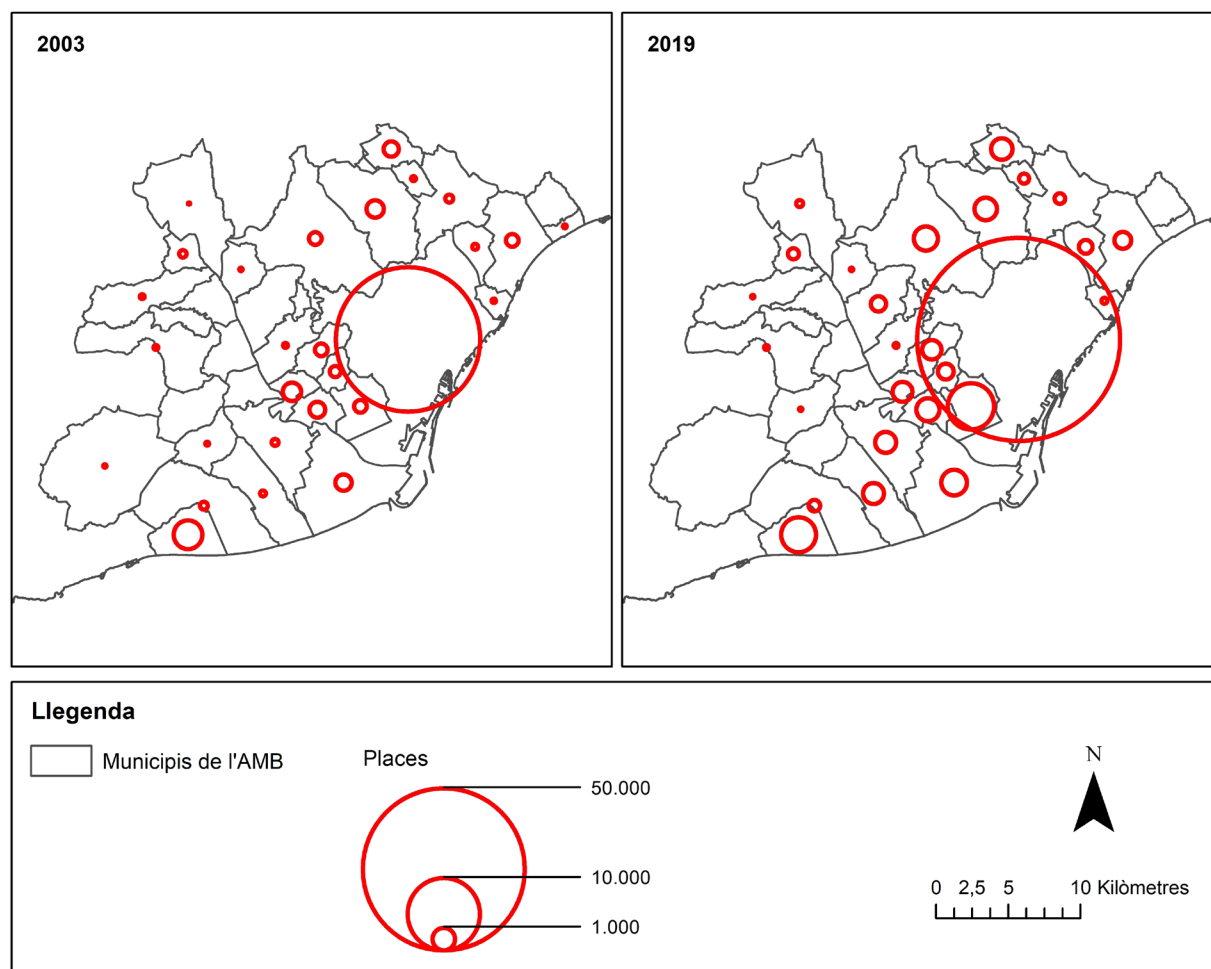 2003
2019
Llegenda
Municipis de l'AMB
Places
50.000
10.000
1.000
N
0 2,5 5 10 Kilòmetres